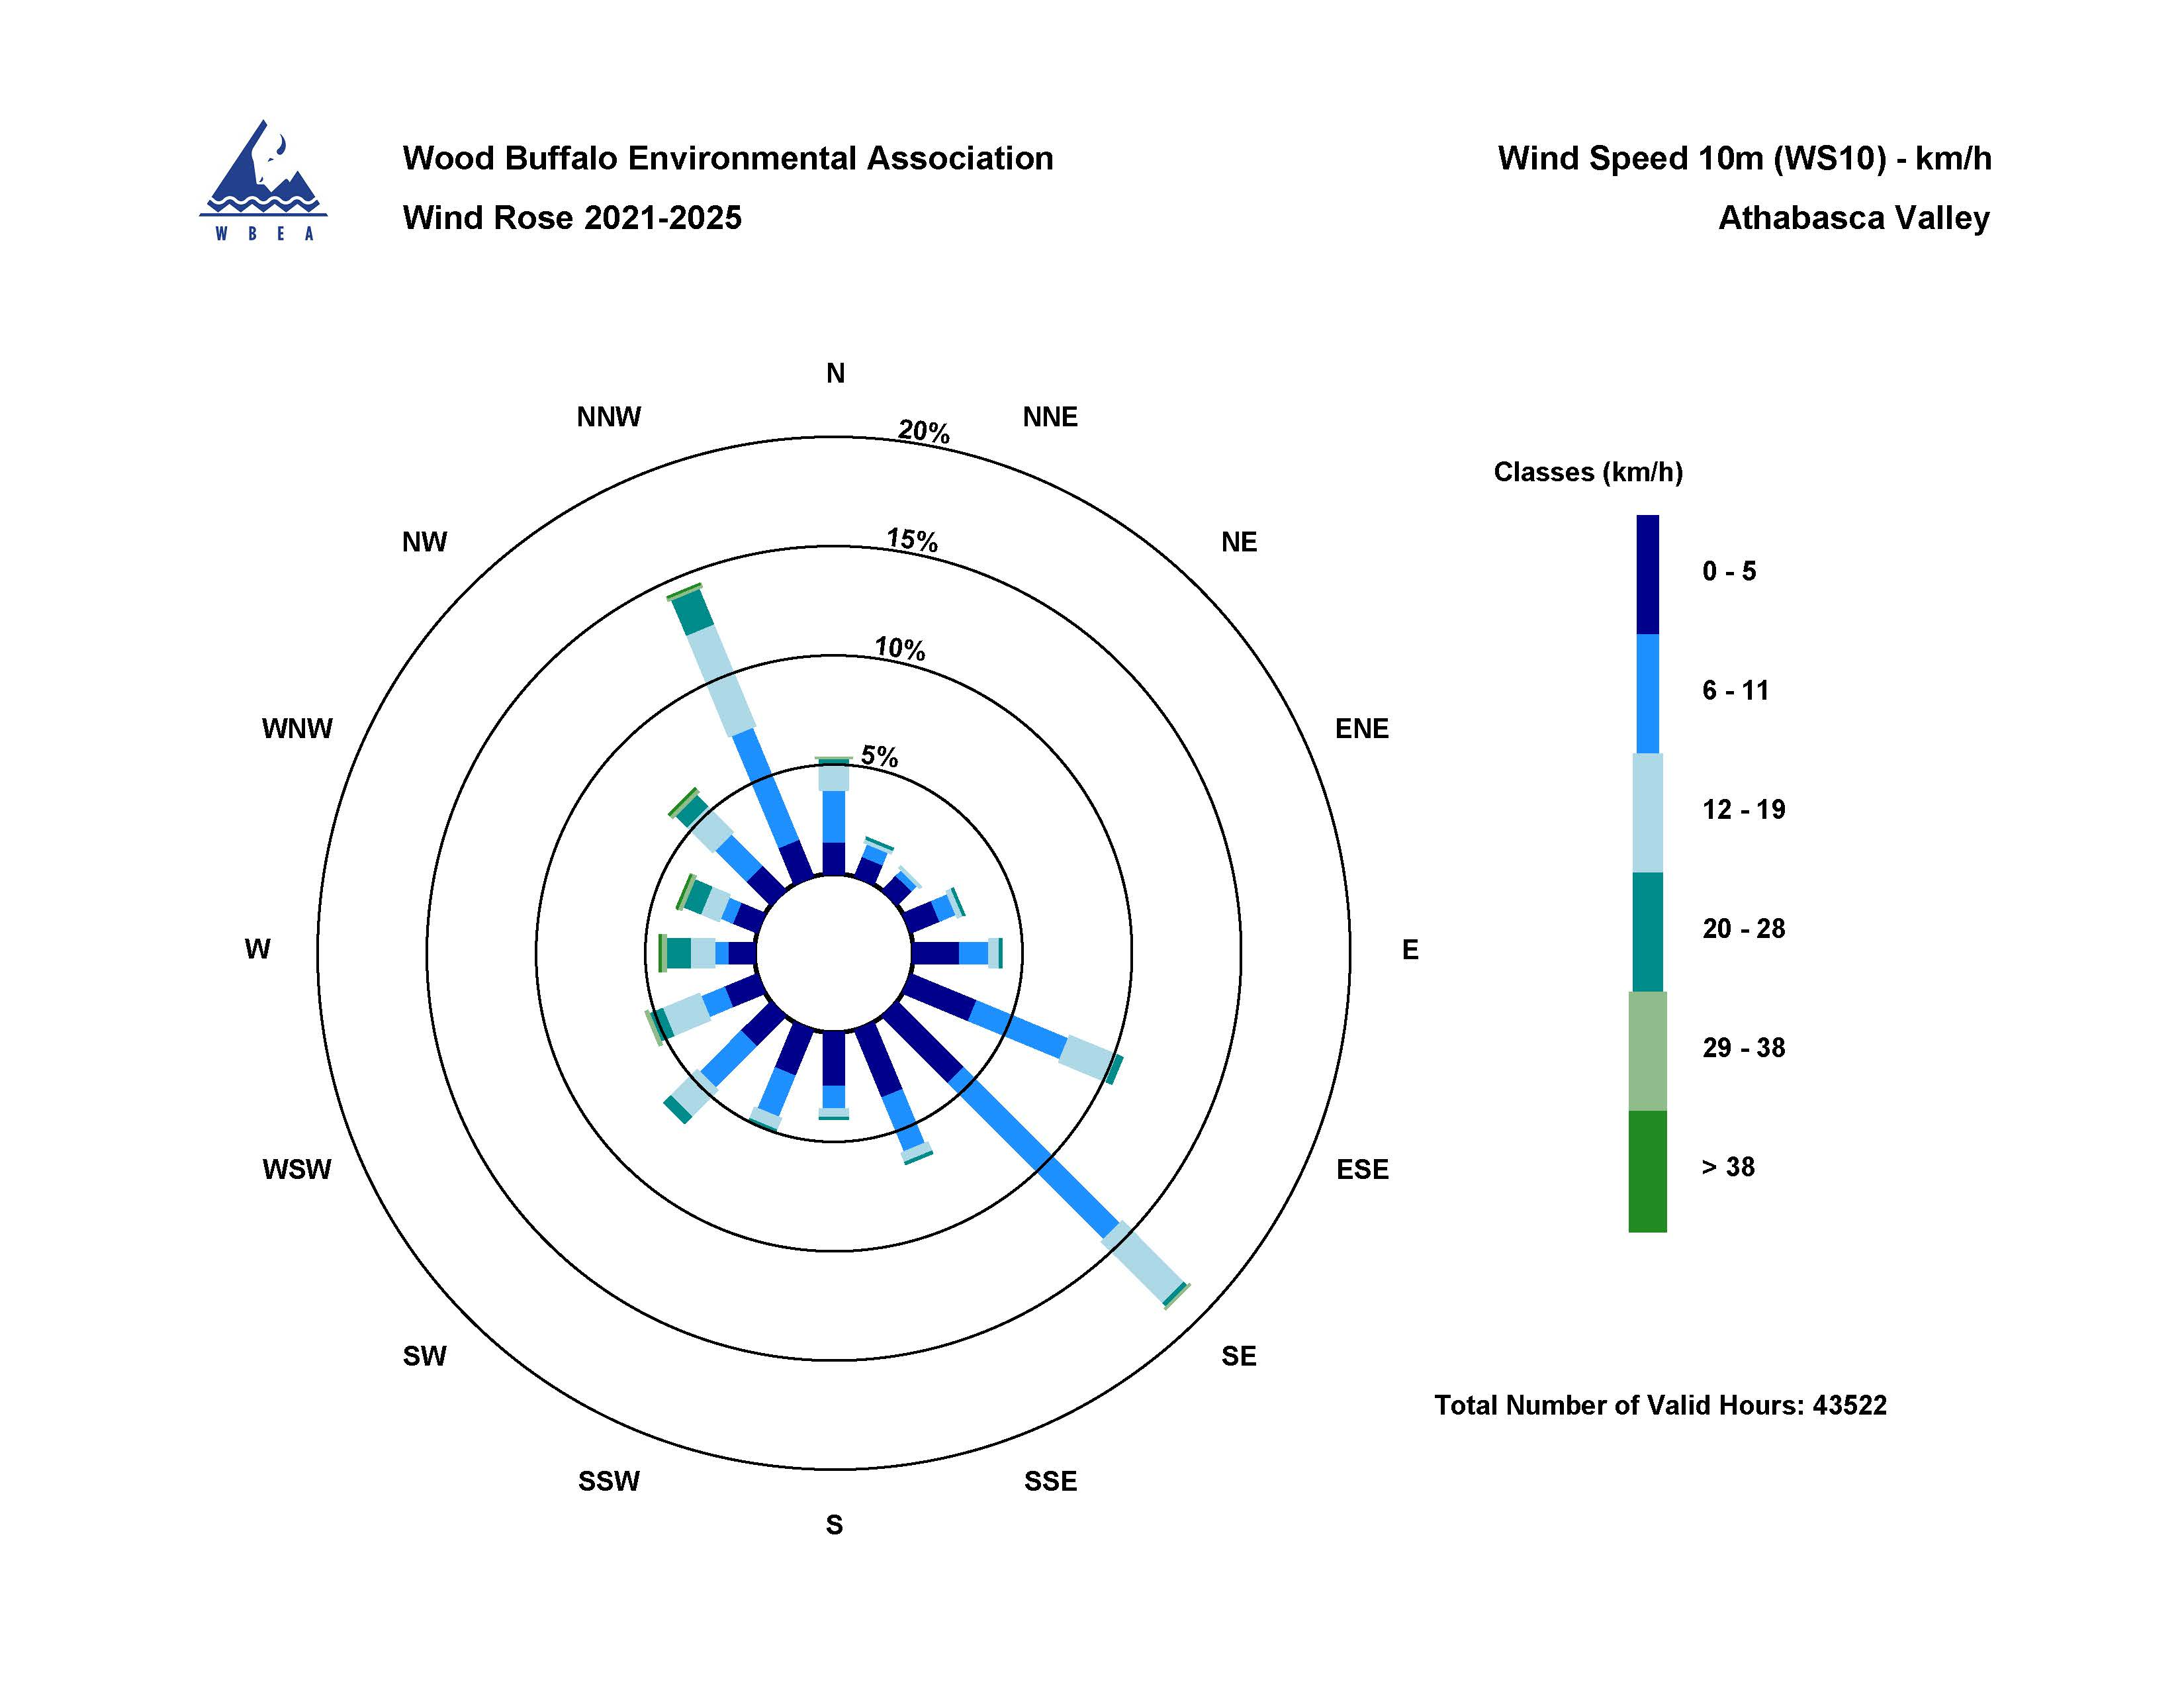 Wood Buffalo Environmental Association
Wind Rose 2021-2025
Wind Speed 10m (WS10) - km/h
Athabasca Valley
W B E A
N
NNW
NNE
20%
NW
15%
NE
10%
WNW
5%
ENE
W
E
WSW
ESE
SW
SE
SSW
SSE
S
Classes (km/h)
0 - 5
6 - 11
12 - 19
20 - 28
29 - 38
> 38
Total Number of Valid Hours: 43522